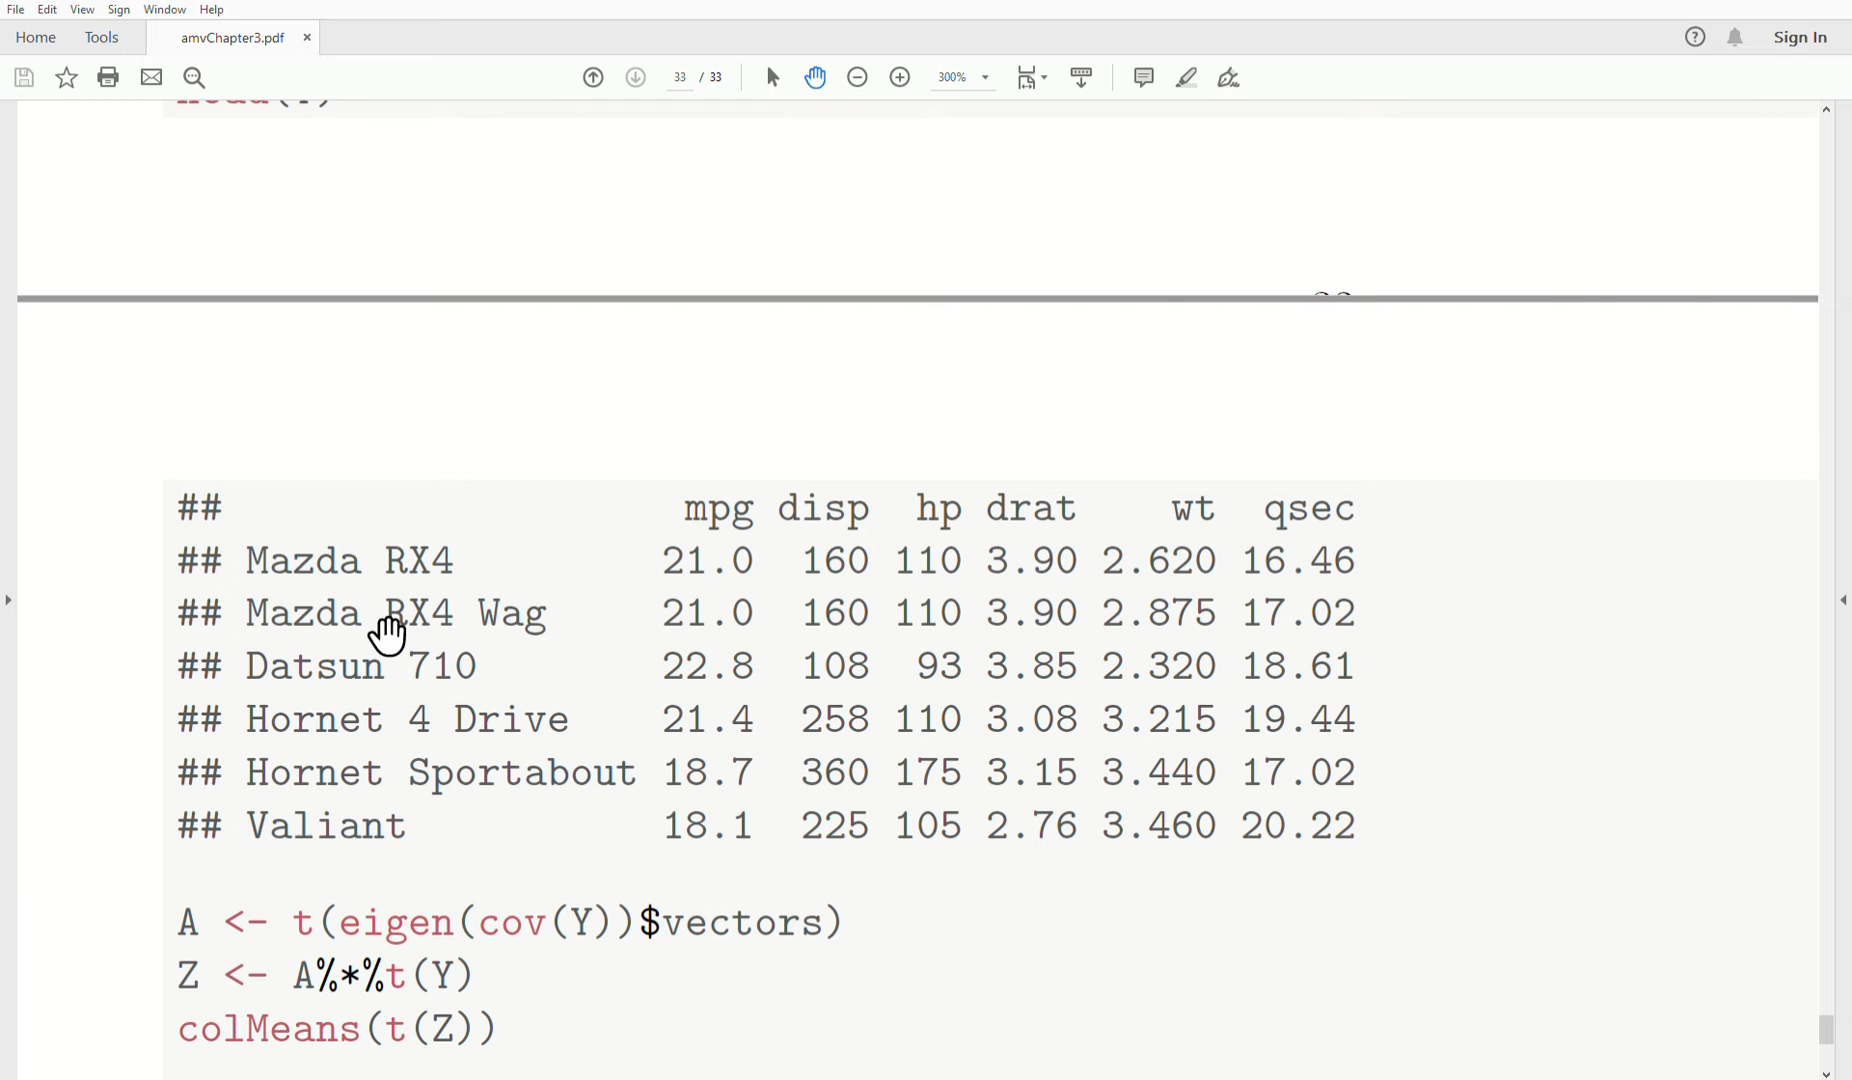 File Edit View Sign Window Help
Home Tools amvChapter3.pdf × Sign In
33 / 33 300%
## mpg disp hp drat wt qsec
## Mazda RX4 21.0 160 110 3.90 2.620 16.46
## Mazda RX4 Wag 21.0 160 110 3.90 2.875 17.02
## Datsun 710 22.8 108 93 3.85 2.320 18.61
## Hornet 4 Drive 21.4 258 110 3.08 3.215 19.44
## Hornet Sportabout 18.7 360 175 3.15 3.440 17.02
## Valiant 18.1 225 105 2.76 3.460 20.22
A <- t(eigen(cov(Y))$vectors)
Z <- A%*%t(Y)
colMeans(t(Z))